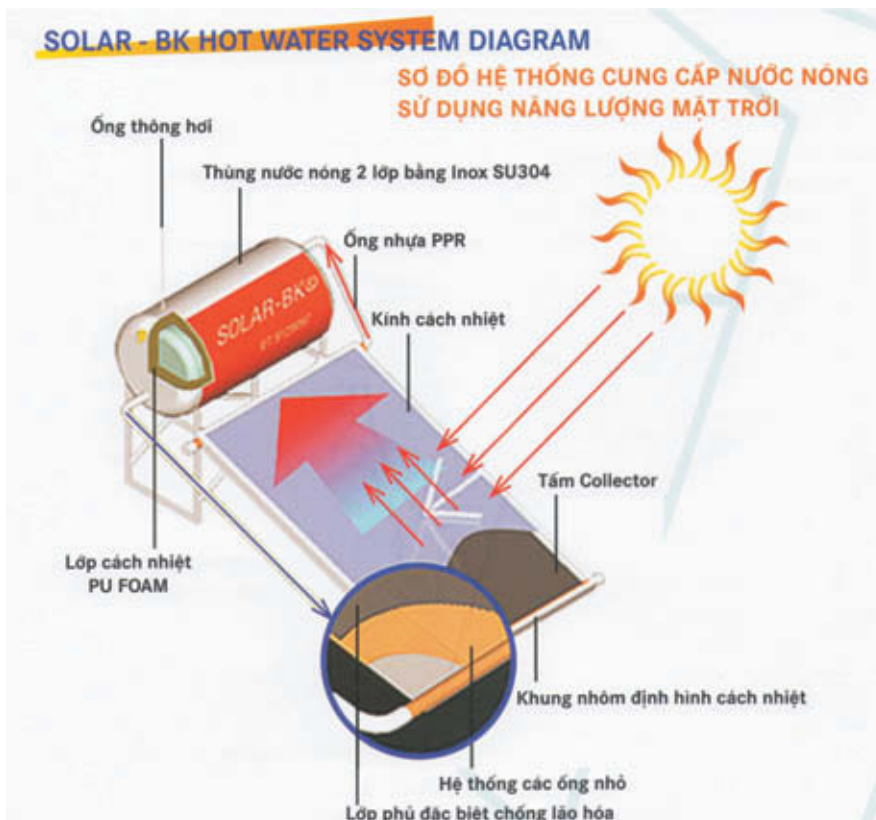 SOLAR - BK HOT WATER SYSTEM DIAGRAM
SƠ ĐỒ HỆ THỐNG CUNG CẤP NƯỚC NÓNG
SỬ DỤNG NĂNG LƯỢNG MẶT TRỜI
Ống thông hơi
Thùng nước nóng 2 lớp bằng Inox SU304
Ống nhựa PPR
SOLAR-BK
Kính cách nhiệt
Tấm Collector
Lớp cách nhiệt
PU FOAM
Khung nhôm định hình cách nhiệt
Hệ thống các ống nhỏ
Lớp phủ đặc biệt chống lão hóa